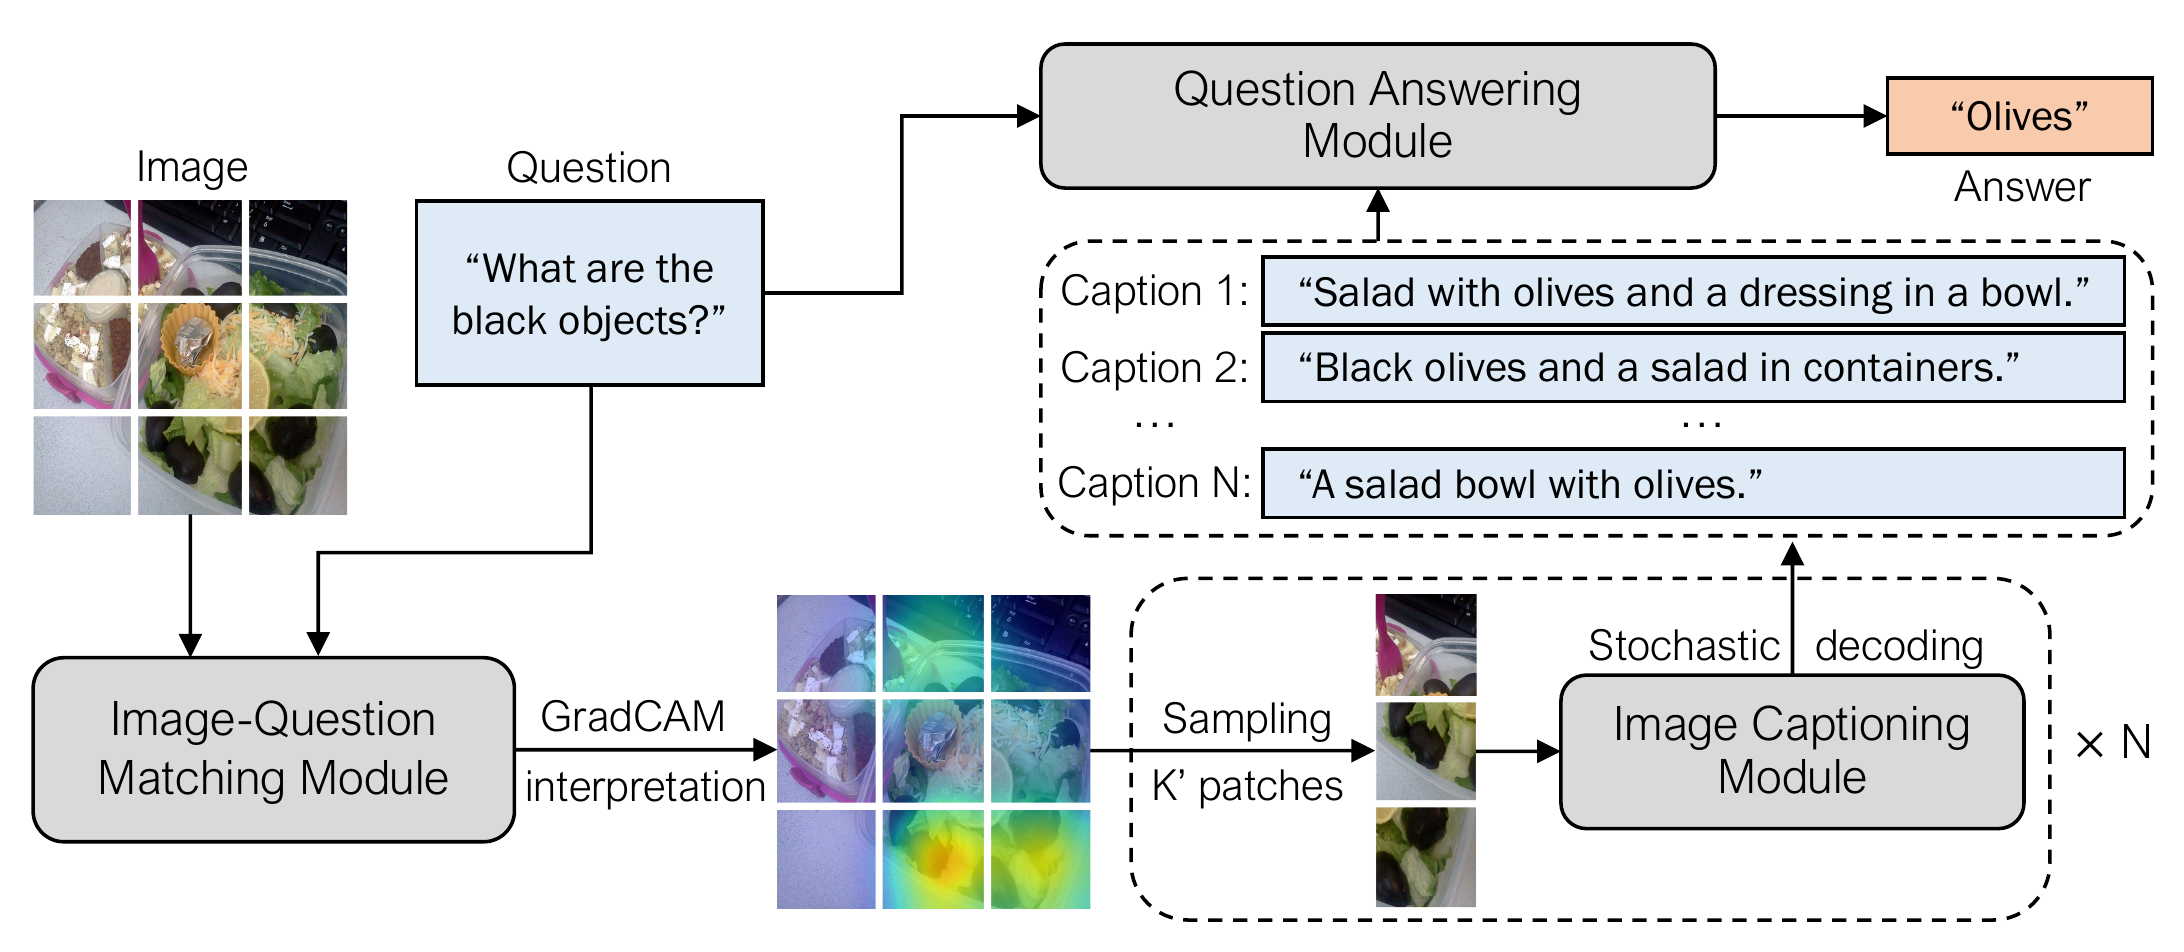 Image
Question
“What are the
black objects?”
Question Answering
Module
“Olives”
Answer
Caption 1:
“Salad with olives and a dressing in a bowl.”
Caption 2:
“Black olives and a salad in containers.”
...
...
Caption N:
“A salad bowl with olives.”
Image-Question
Matching Module
GradCAM
interpretation
Sampling
K’ patches
Stochastic decoding
Image Captioning
Module
× N